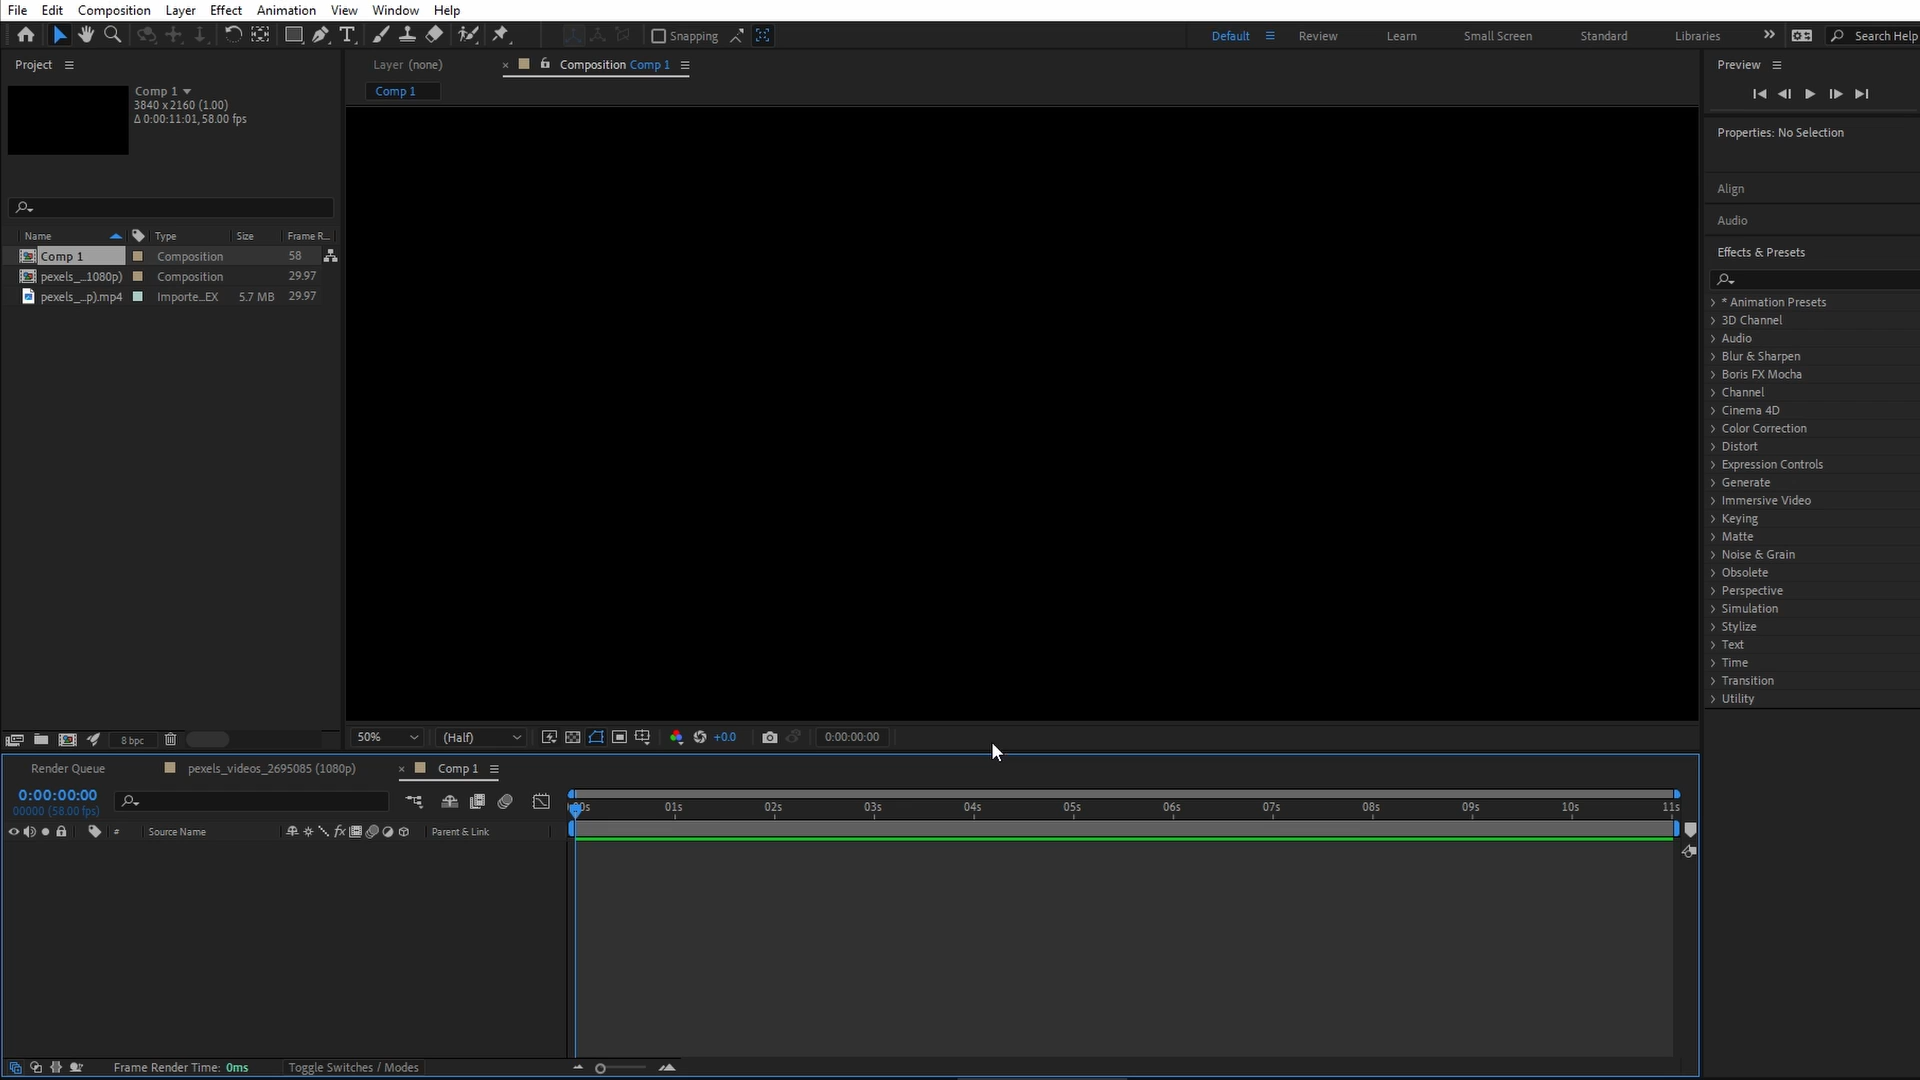 File Edit Composition Layer Effect Animation View Window Help
Snapping
Default Review Learn Small Screen Standard Libraries Search Help
Project
Layer (none)
Composition Comp 1
Preview
Comp 1
Comp 1
3840 x 2160 (1.00)
Δ 0:00:11:01, 58.00 fps
Properties: No Selection
Align
Audio
Effects & Presets
Name Type Size Frame R...
Comp 1 Composition 58
pexels_...1080p) Composition 29.97
pexels_...p).mp4 Importe...EX 5.7 MB 29.97
* Animation Presets
3D Channel
Audio
Blur & Sharpen
Boris FX Mocha
Channel
Cinema 4D
Color Correction
Distort
Expression Controls
Generate
Immersive Video
Keying
Matte
Noise & Grain
Obsolete
Perspective
Simulation
Stylize
Text
Time
Transition
Utility
8 bpc
50% (Half) +0.0 0:00:00:00
Render Queue pexels_videos_2695085 (1080p) Comp 1
0:00:00:00
00000 (58.00 fps)
01s 02s 03s 04s 05s 06s 07s 08s 09s 10s 11s
# Source Name fx Parent & Link
Frame Render Time: 0ms Toggle Switches / Modes